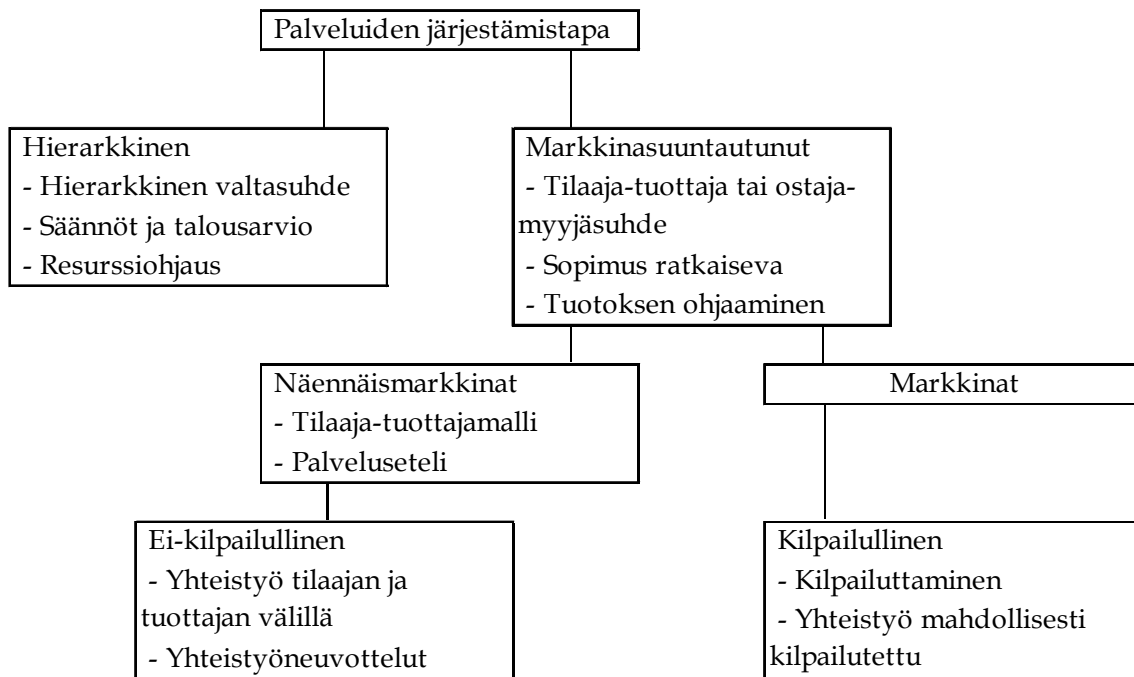 Palveluiden järjestämistapa
Hierarkkinen
- Hierarkkinen valtasuhde
- Säännöt ja talousarvio
- Resurssiohjaus
Markkinasuuntautunut
- Tilaaja-tuottaja tai ostaja-
myyjäsuhde
- Sopimus ratkaiseva
- Tuotoksen ohjaaminen
Näennäismarkkinat
- Tilaaja-tuottajamalli
- Palveluseteli
Markkinat
Ei-kilpailullinen
- Yhteistyö tilaajan ja
tuottajan välillä
- Yhteistyöneuvottelut
Kilpailullinen
- Kilpailuttaminen
- Yhteistyö mahdollisesti
kilpailutettu